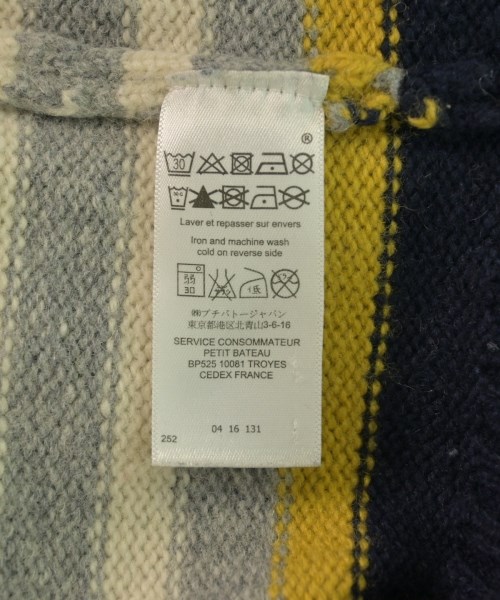 ®
30
W.C.
Laver et repasser sur envers
Iron and machine wash
cold on reverse side
30
㈱プチバトージャパン
東京都港区北青山3-6-16
SERVICE CONSOMMATEUR
PETIT BATEAU
BP525 10081 TROYES
CEDEX FRANCE
04 16 131
252